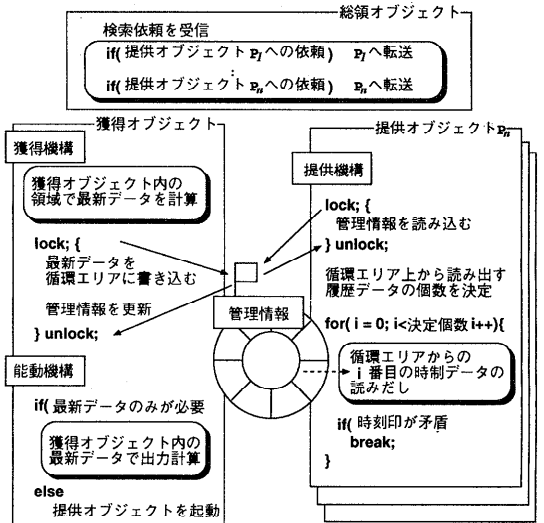 総領オブジェクト
検索依頼を受信
if( 提供オブジェクト P1 への依頼 ) P1 へ転送
:
if( 提供オブジェクト Pn への依頼 ) Pn へ転送
獲得オブジェクト
獲得機構
獲得オブジェクト内の
領域で最新データを計算
lock; {
最新データを
循環エリアに書き込む
管理情報を更新
} unlock;
能動機構
if( 最新データのみが必要
獲得オブジェクト内の
最新データで出力計算
else
提供オブジェクトを起動
管理情報
提供オブジェクト Pn
提供機構
lock; {
管理情報を読み込む
} unlock;
循環エリア上から読み出す
履歴データの個数を決定
for( i = 0; i<決定個数 i++){
循環エリアからの
i 番目の時制データの
読みだし
if( 時刻印が矛盾
break;
}